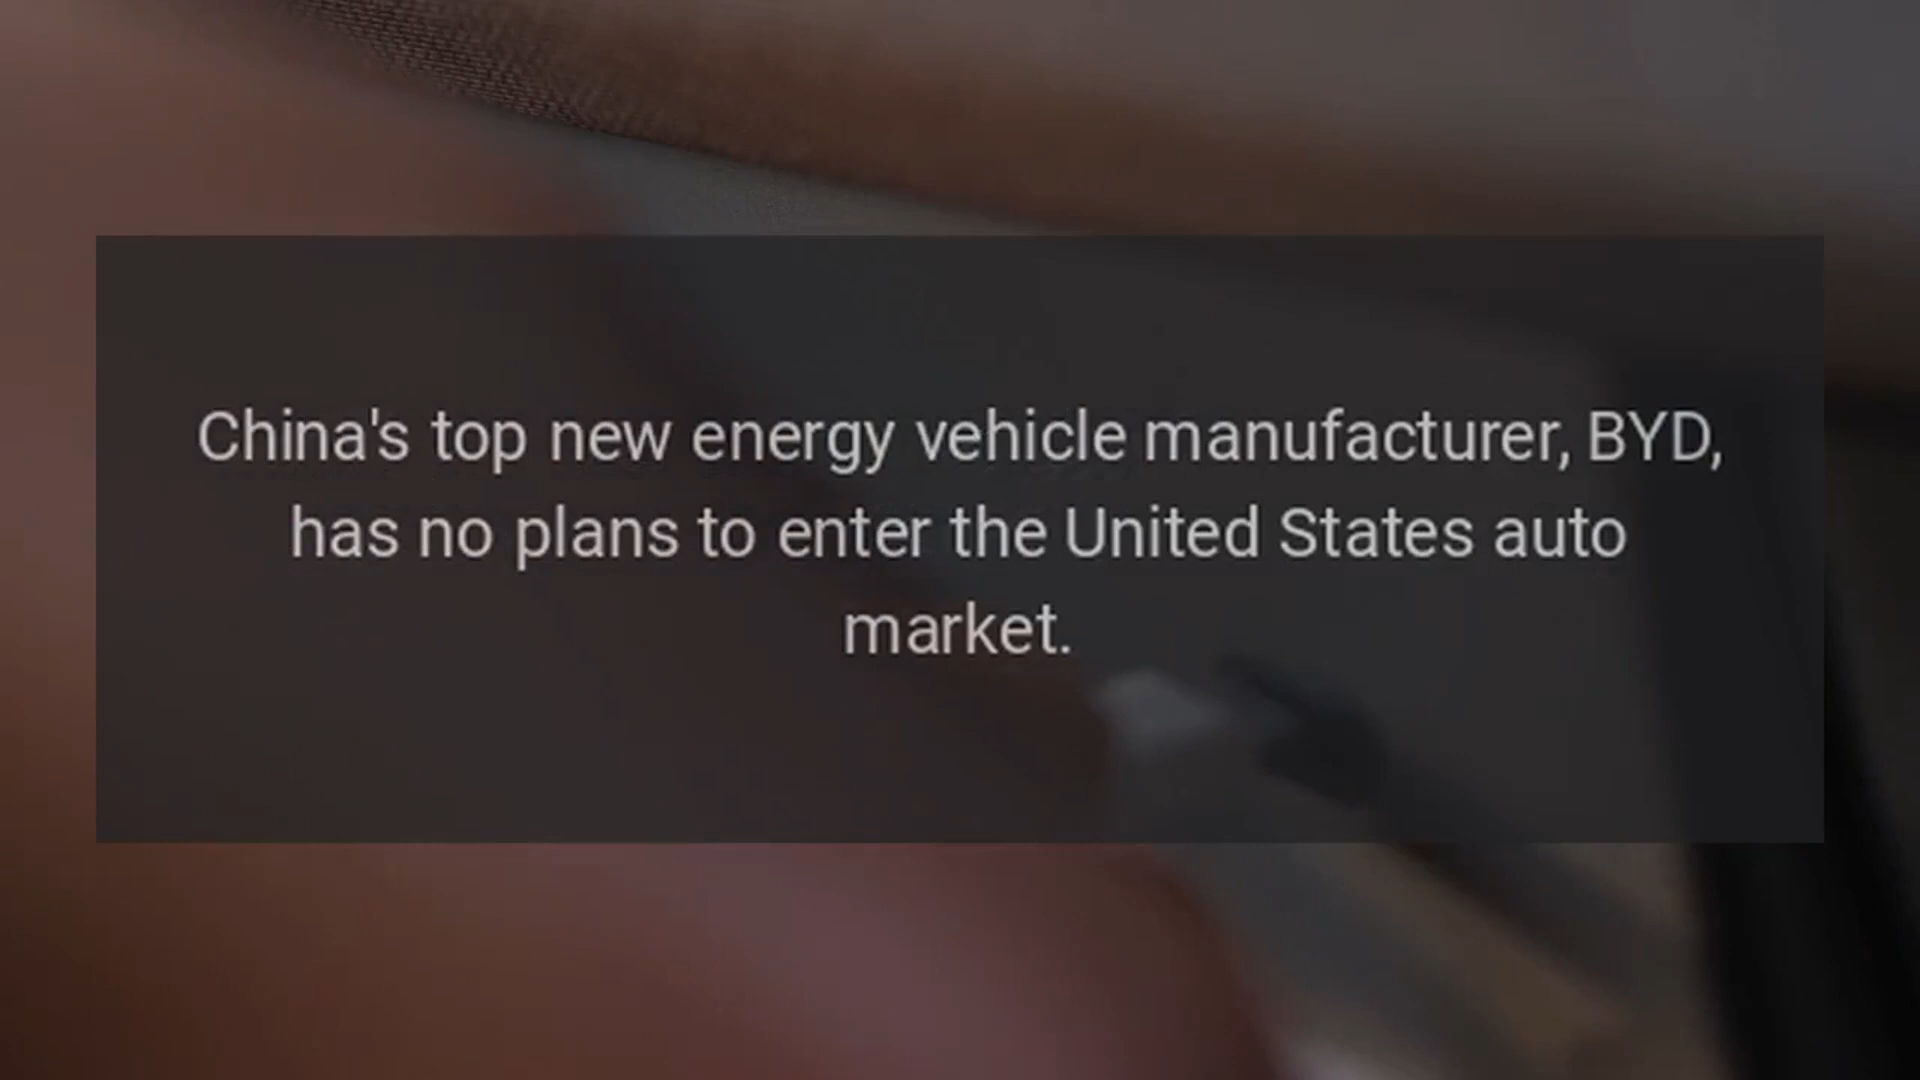 China's top new energy vehicle manufacturer, BYD,
has no plans to enter the United States auto
market.